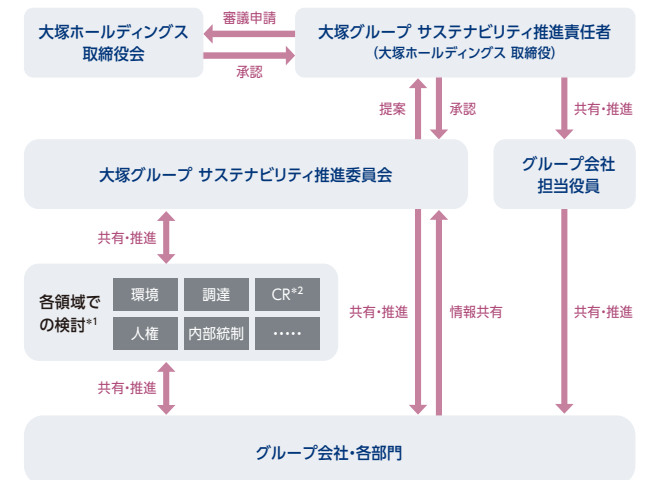 大塚ホールディングス
取締役会
審議申請
承認
大塚グループ サステナビリティ推進責任者
(大塚ホールディングス 取締役)
提案
承認
共有・推進
大塚グループ サステナビリティ推進委員会
グループ会社
担当役員
共有・推進
各領域で
の検討*1
環境
調達
CR*2
人権
内部統制
·····
共有・推進
情報共有
共有・推進
共有・推進
グループ会社・各部門